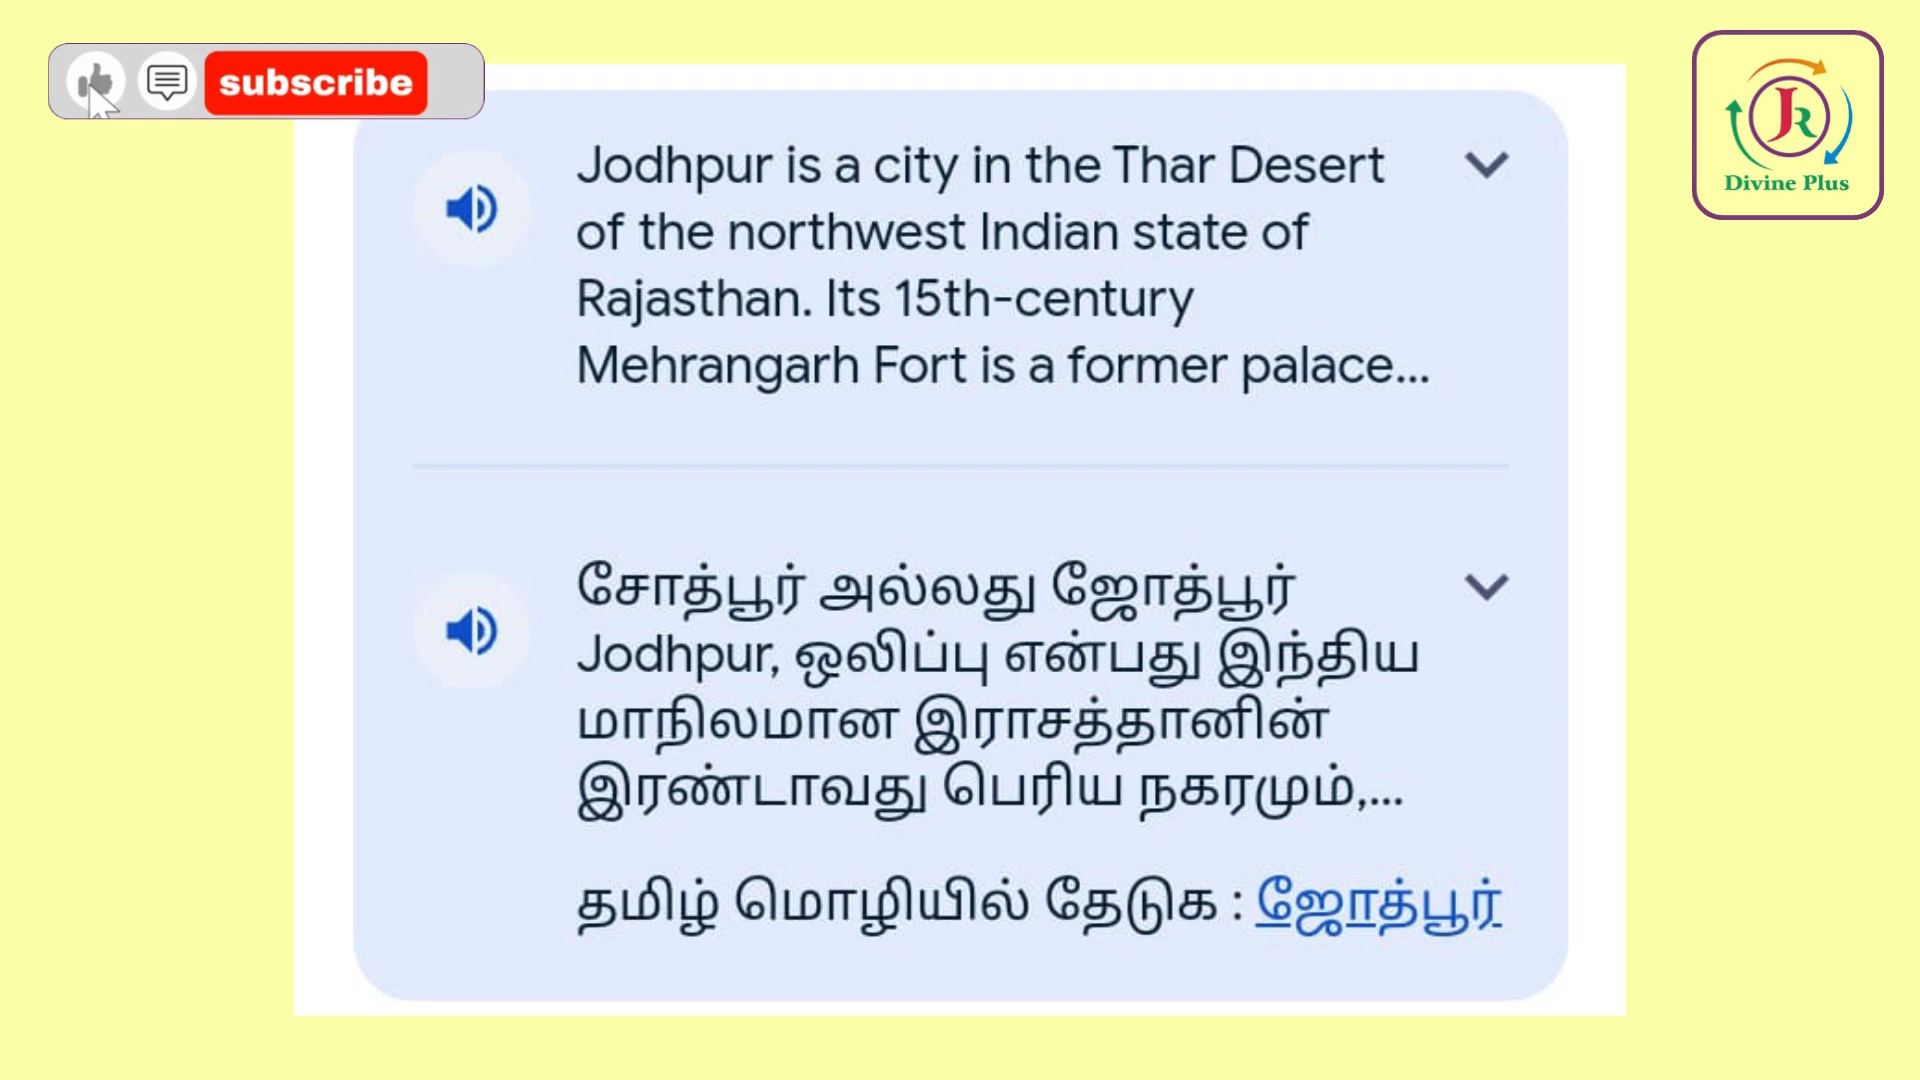 subscribe
JR
Divine Plus
Jodhpur is a city in the Thar Desert
of the northwest Indian state of
Rajasthan. Its 15th-century
Mehrangarh Fort is a former palace...
சோத்பூர் அல்லது ஜோத்பூர்
Jodhpur, ஒலிப்பு என்பது இந்திய
மாநிலமான இராசத்தானின்
இரண்டாவது பெரிய நகரமும்,...
தமிழ் மொழியில் தேடுக : ஜோத்பூர்